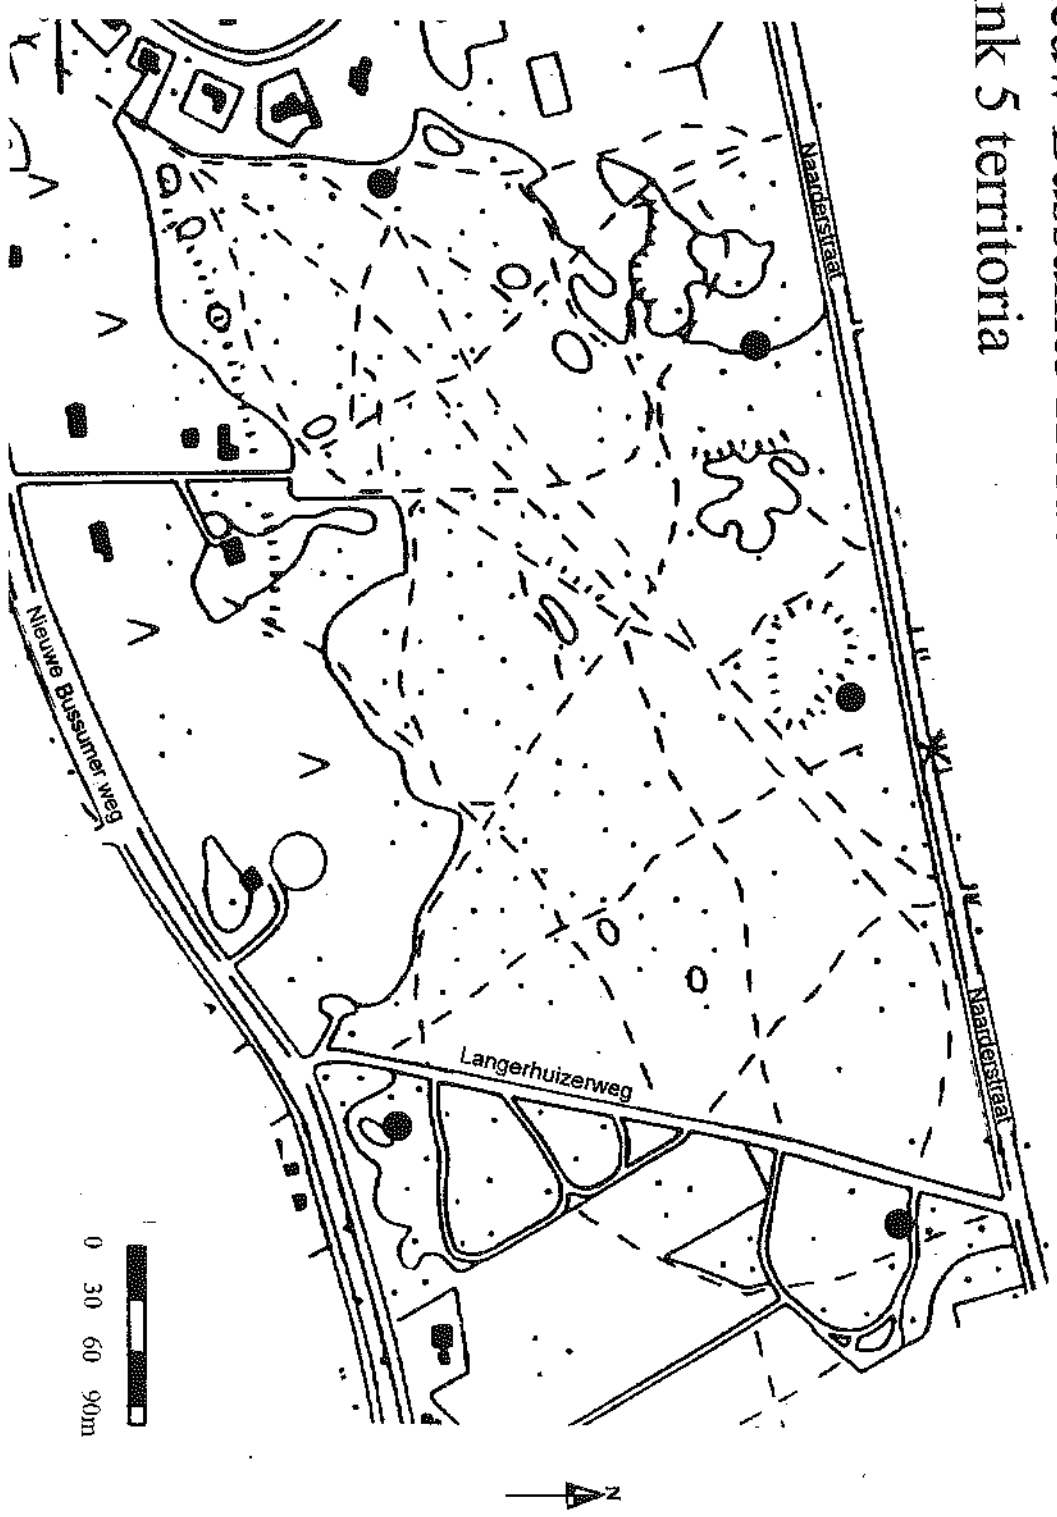 nk 5 territoria
Naarderstraat
Naarderstraat
Langerhuizerweg
Nieuwe Bussumer weg
0 30 60 90m
N